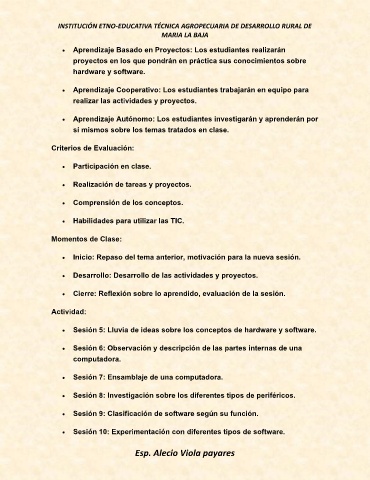 INSTITUCIÓN ETNO-EDUCATIVA TÉCNICA AGROPECUARIA DE DESARROLLO RURAL DE
MARIA LA BAJA
• Aprendizaje Basado en Proyectos: Los estudiantes realizarán
proyectos en los que pondrán en práctica sus conocimientos sobre
hardware y software.
• Aprendizaje Cooperativo: Los estudiantes trabajarán en equipo para
realizar las actividades y proyectos.
• Aprendizaje Autónomo: Los estudiantes investigarán y aprenderán por
sí mismos sobre los temas tratados en clase.
Criterios de Evaluación:
• Participación en clase.
• Realización de tareas y proyectos.
• Comprensión de los conceptos.
• Habilidades para utilizar las TIC.
Momentos de Clase:
• Inicio: Repaso del tema anterior, motivación para la nueva sesión.
• Desarrollo: Desarrollo de las actividades y proyectos.
• Cierre: Reflexión sobre lo aprendido, evaluación de la sesión.
Actividad:
• Sesión 5: Lluvia de ideas sobre los conceptos de hardware y software.
• Sesión 6: Observación y descripción de las partes internas de una
computadora.
• Sesión 7: Ensamblaje de una computadora.
• Sesión 8: Investigación sobre los diferentes tipos de periféricos.
• Sesión 9: Clasificación de software según su función.
• Sesión 10: Experimentación con diferentes tipos de software.
Esp. Alecio Viola payares